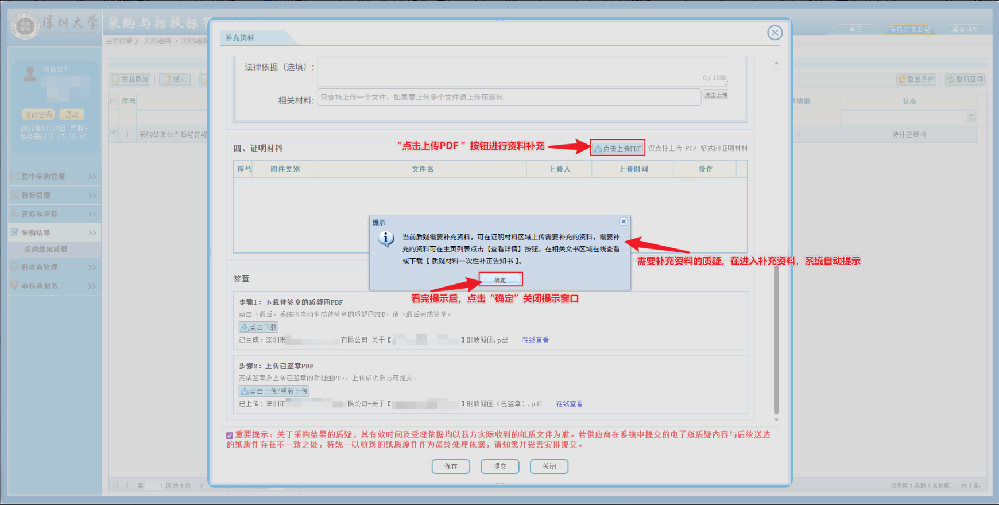 深圳大学
SHENZHEN UNIVERSITY
采购与招投标管
首页
采购结果质疑
操作指引
当前位置 》 采购结果 > 采购结果
欢迎您!
修改密码
退出
2026年5月27日 星期三
服务器时间: 17:39:40
集中采购管理 >>
投标管理 >>
开标和评标 >>
采购结果 >>
采购结果质疑
供应商管理 >>
中标通知书 >>
发起质疑
提交
重置条件
重新查询
序号
事项数
状态
1
采购结果公告质疑答疑
1
待补正资料
第 1 页,共 1 页
显示第 1 条到 1 条数据，一共 1 条。
补充资料
法律依据（选填）:
0 / 1000
相关材料:
只支持上传一个文件，如果要上传多个文件请上传压缩包
点击上传
四、证明材料
“点击上传PDF ”按钮进行资料补充
点击上传PDF
仅支持上传 PDF 格式的证明材料
序号
附件类别
文件名
上传人
上传时间
操作
提示
当前质疑需要补充资料，可在证明材料区域上传需要补充的资料，需要补
充的资料可在主页列表点击【查看详情】按钮，在相关文书区域在线查看
或下载【 质疑材料一次性补正告知书 】。
确定
需要补充资料的质疑，在进入补充资料，系统自动提示
看完提示后，点击“确定”关闭提示窗口
签章
步骤1: 下载待签章的质疑函PDF
点击下载后，系统将自动生成待签章的质疑函PDF，请下载后完成签章。
点击下载
已生成: 深圳市 有限公司-关于【 】的质疑函.pdf 在线查看
步骤2: 上传已签章PDF
完成签章后上传已签章的质疑函PDF，上传成功后方可提交。
点击上传/重新上传
已上传: 深圳市 限公司-关于【 】的质疑函（已签章）.pdf 在线查看
重要提示: 关于采购结果的质疑，其有效时间及受理依据均以我方实际收到的纸质文件为准。若供应商在系统中提交的电子版质疑内容与后续送达
的纸质件存在不一致之处，将统一以收到的纸质原件作为最终处理依据，请知悉并妥善安排提交。
保存
提交
关闭